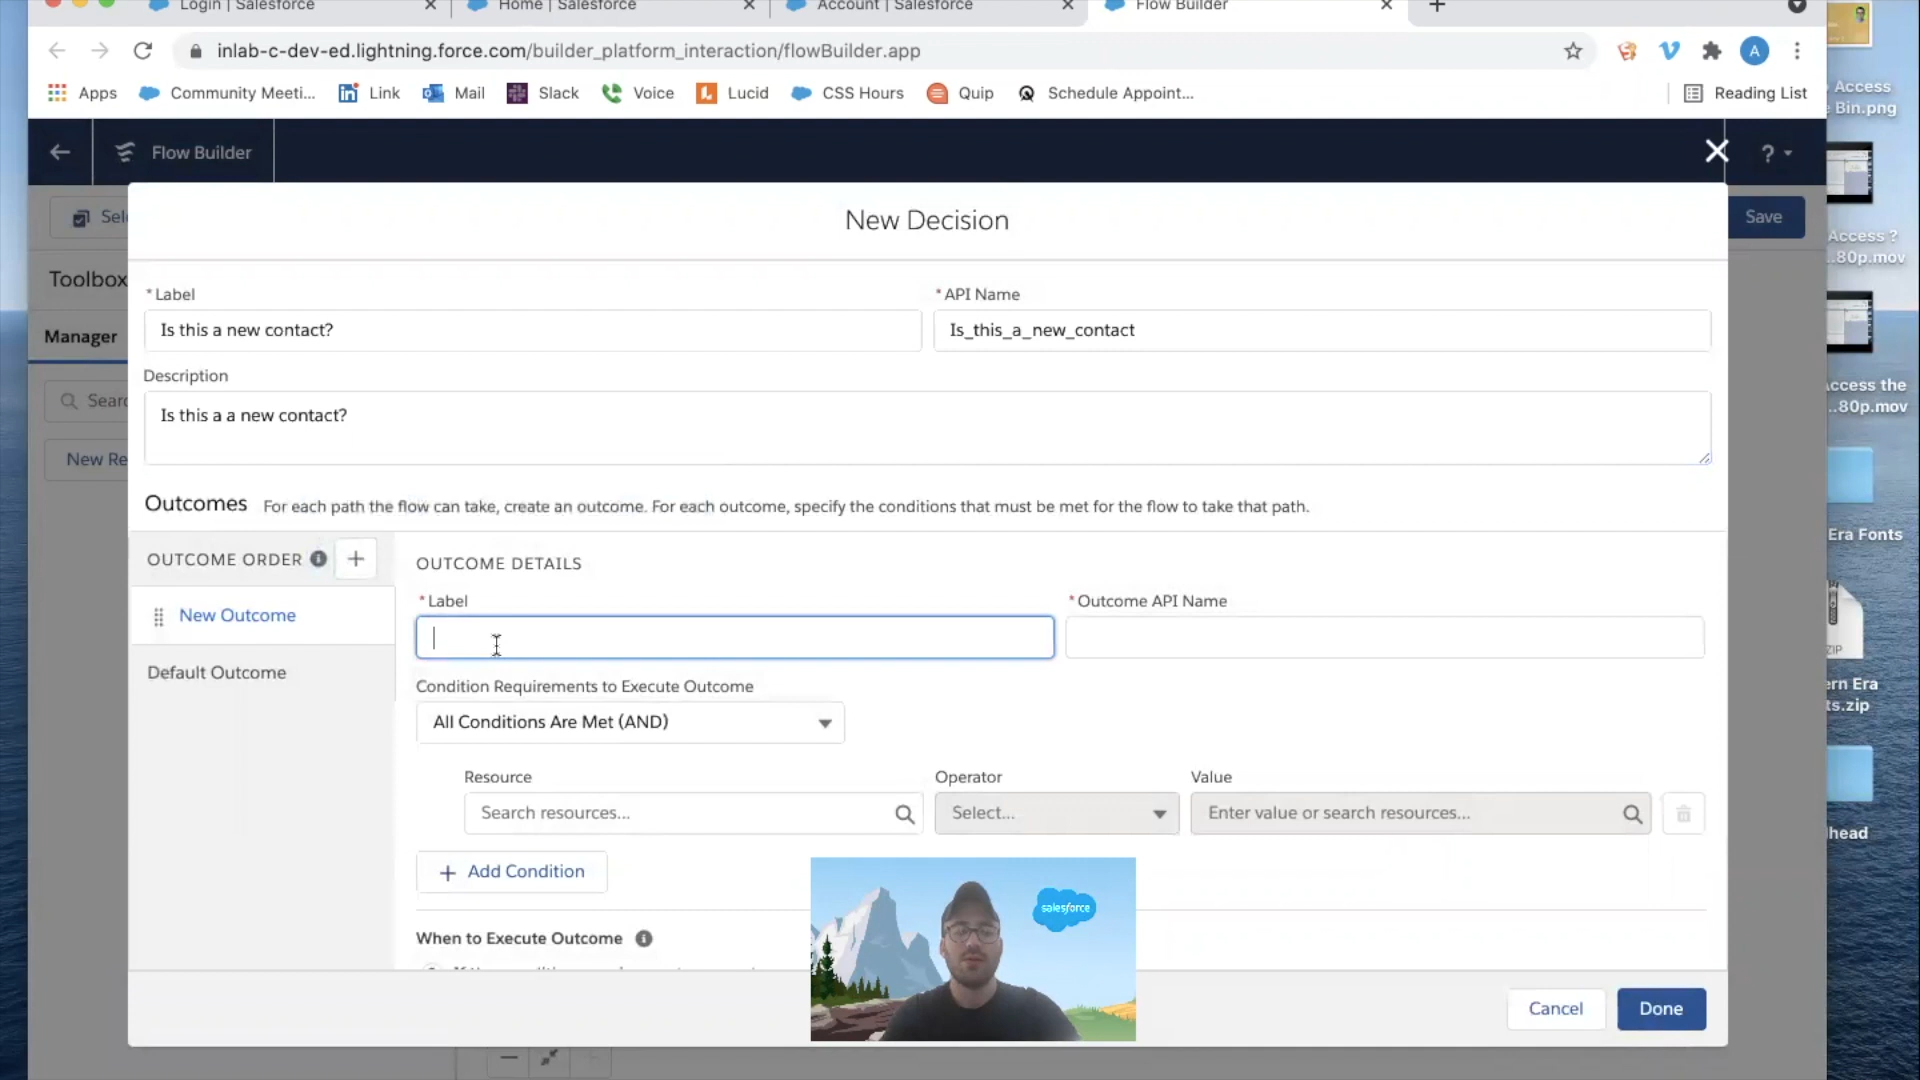 Login | Salesforce
Home | Salesforce
Account | Salesforce
Flow Builder
inlab-c-dev-ed.lightning.force.com/builder_platform_interaction/flowBuilder.app
A
Apps
Community Meeti...
Link
Mail
Slack
Voice
Lucid
CSS Hours
Quip
Schedule Appoint...
Reading List
Access
Bin.png
Flow Builder
?
New Decision
Save
Access ?
..80p.mov
Toolbox
* Label
* API Name
Is this a new contact?
Is_this_a_new_contact
Manager
Description
Access the
..80p.mov
Is this a a new contact?
Outcomes For each path the flow can take, create an outcome. For each outcome, specify the conditions that must be met for the flow to take that path.
Era Fonts
OUTCOME ORDER
OUTCOME DETAILS
* Label
* Outcome API Name
New Outcome
ZIP
Default Outcome
Condition Requirements to Execute Outcome
All Conditions Are Met (AND)
ern Era
ts.zip
Resource
Operator
Value
Search resources...
Select...
Enter value or search resources...
lhead
Add Condition
salesforce
When to Execute Outcome
Cancel
Done